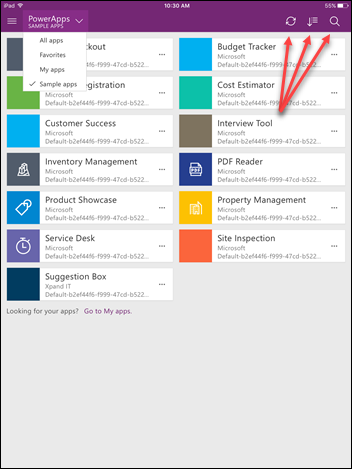 iPad
10:30 AM
55%
PowerApps
SAMPLE APPS
All apps
Favorites
My apps
Sample apps
Microsoft
Default-b2ef44f6-f999-47cd-b522...
Budget Tracker
Microsoft
Default-b2ef44f6-f999-47cd-b522...
Microsoft
Default-b2ef44f6-f999-47cd-b522...
Cost Estimator
Microsoft
Default-b2ef44f6-f999-47cd-b522...
Customer Success
Microsoft
Default-b2ef44f6-f999-47cd-b522...
Interview Tool
Microsoft
Default-b2ef44f6-f999-47cd-b522...
Inventory Management
Microsoft
Default-b2ef44f6-f999-47cd-b522...
PDF Reader
Microsoft
Default-b2ef44f6-f999-47cd-b522...
Product Showcase
Microsoft
Default-b2ef44f6-f999-47cd-b522...
Property Management
Microsoft
Default-b2ef44f6-f999-47cd-b522...
Service Desk
Microsoft
Default-b2ef44f6-f999-47cd-b522...
Site Inspection
Microsoft
Default-b2ef44f6-f999-47cd-b522...
Suggestion Box
Xpand IT
Default-b2ef44f6-f999-47cd-b522...
Looking for your apps? Go to My apps.